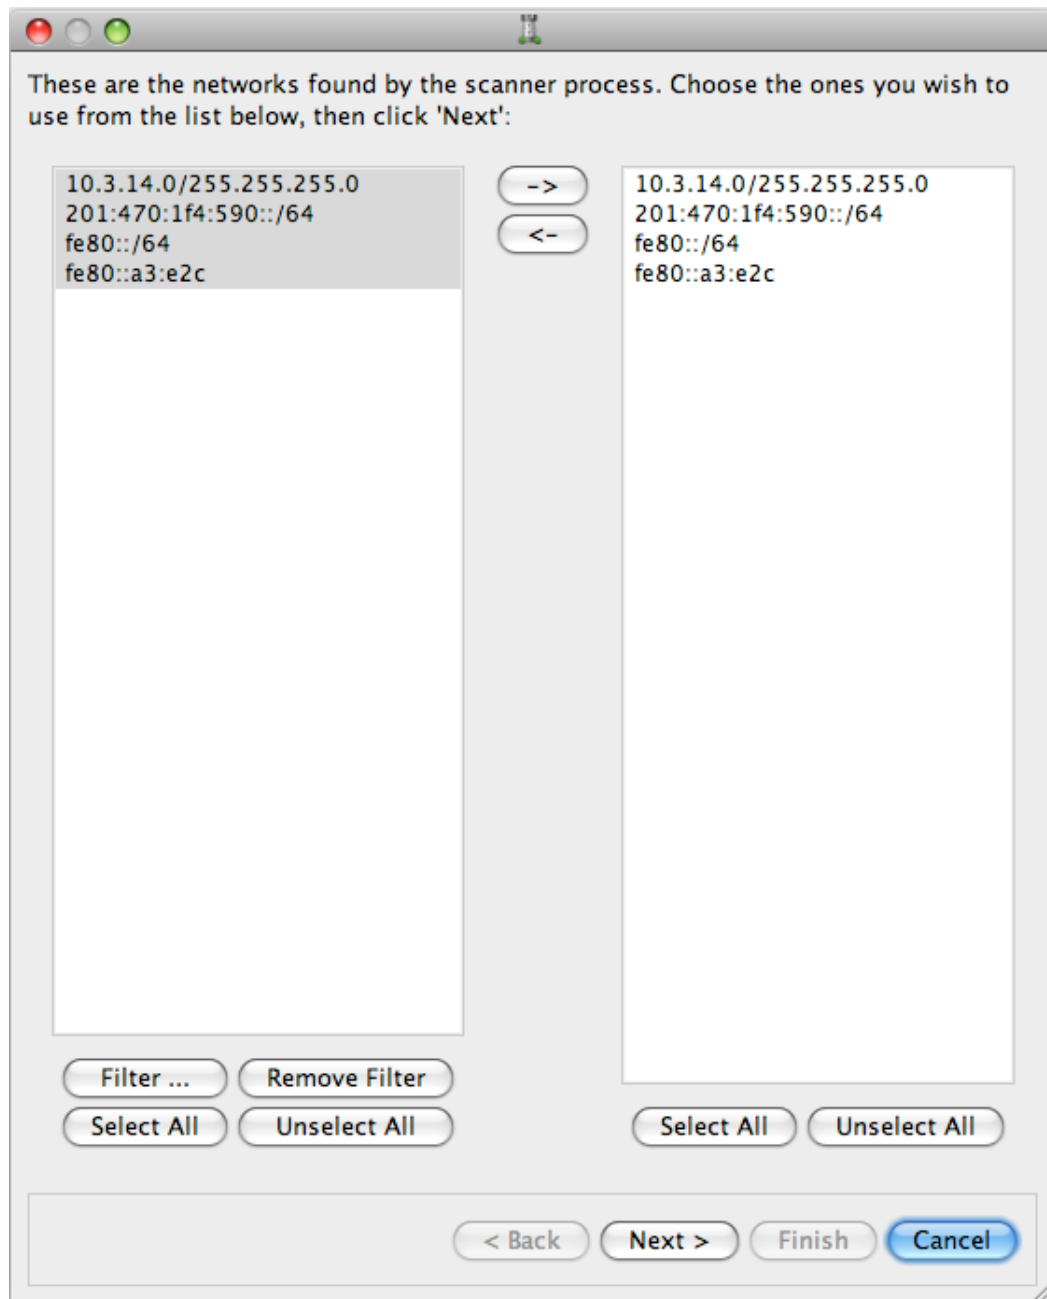 These are the networks found by the scanner process. Choose the ones you wish to
use from the list below, then click 'Next':
10.3.14.0/255.255.255.0
201:470:1f4:590::/64
fe80::/64
fe80::a3:e2c
->
<-
10.3.14.0/255.255.255.0
201:470:1f4:590::/64
fe80::/64
fe80::a3:e2c
Filter ... Remove Filter
Select All Unselect All
Select All Unselect All
< Back Next > Finish Cancel